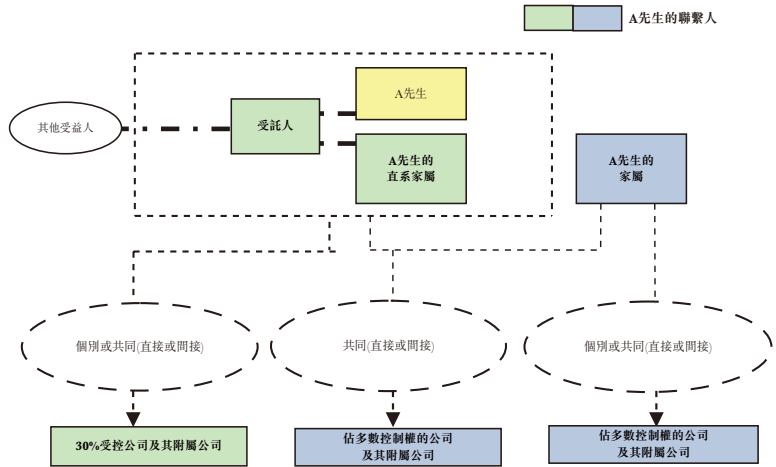 A先生的聯繫人
A先生
其他受益人
受託人
A先生的
直系家屬
A先生的
家屬
個別或共同(直接或間接)
共同(直接或間接)
個別或共同(直接或間接)
30%受控公司及其附屬公司
佔多數控制權的公司
及其附屬公司
佔多數控制權的公司
及其附屬公司